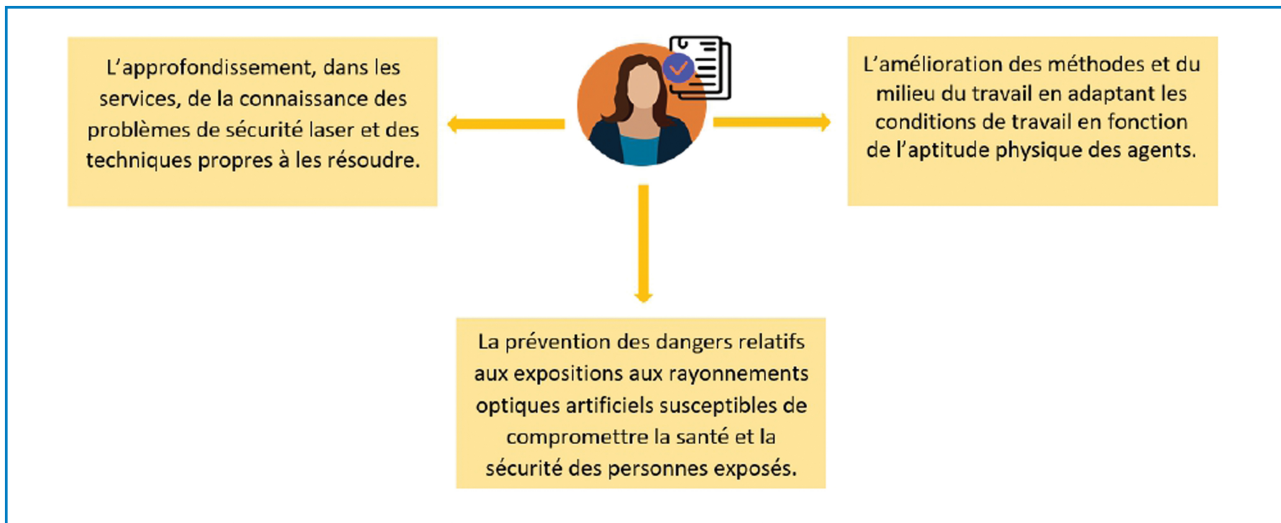 L’approfondissement, dans les
services, de la connaissance des
problèmes de sécurité laser et des
techniques propres à les résoudre.
L’amélioration des méthodes et du
milieu du travail en adaptant les
conditions de travail en fonction
de l’aptitude physique des agents.
La prévention des dangers relatifs
aux expositions aux rayonnements
optiques artificiels susceptibles de
compromettre la santé et la
sécurité des personnes exposés.